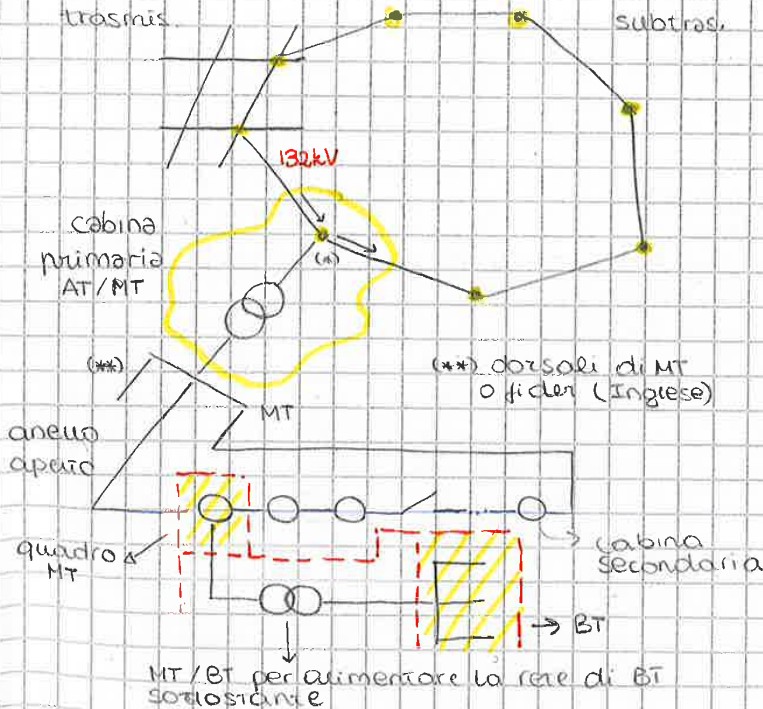 trasmis.
subtras.
132kV
cabina
primaria
AT/MT
(*)
(**)
(**) dorsali di MT
o fider (Inglese)
MT
anello
aperto
quadro
MT
cabina
secondaria
→ BT
MT/BT per alimentare la rete di BT
sottostante